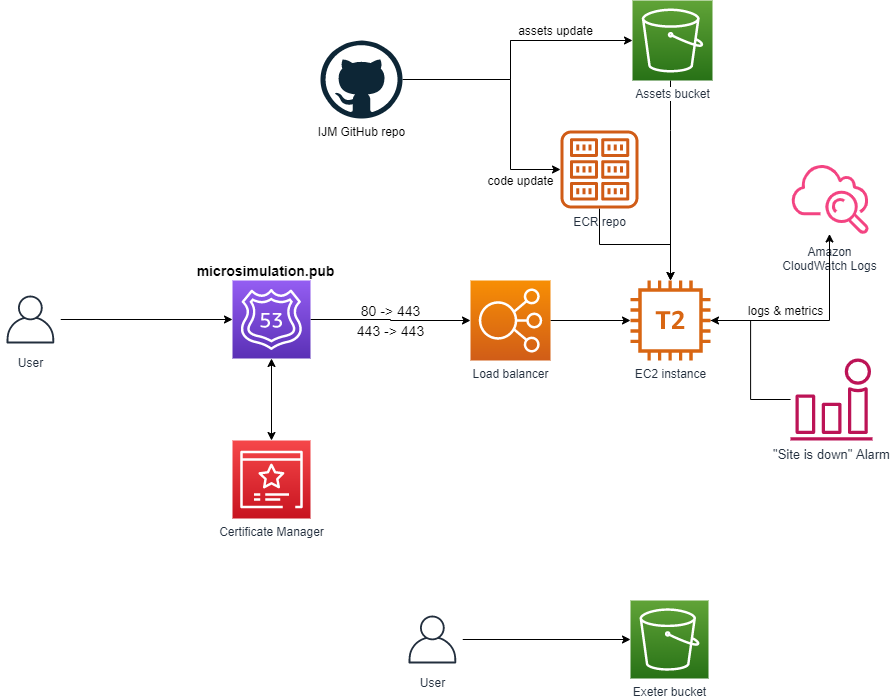 assets update
Assets bucket
IJM GitHub repo
code update
ECR repo
Amazon
CloudWatch Logs
microsimulation.pub
53
80 -> 443
443 -> 443
T2
logs & metrics
User
Load balancer
EC2 instance
"Site is down" Alarm
Certificate Manager
User
Exeter bucket